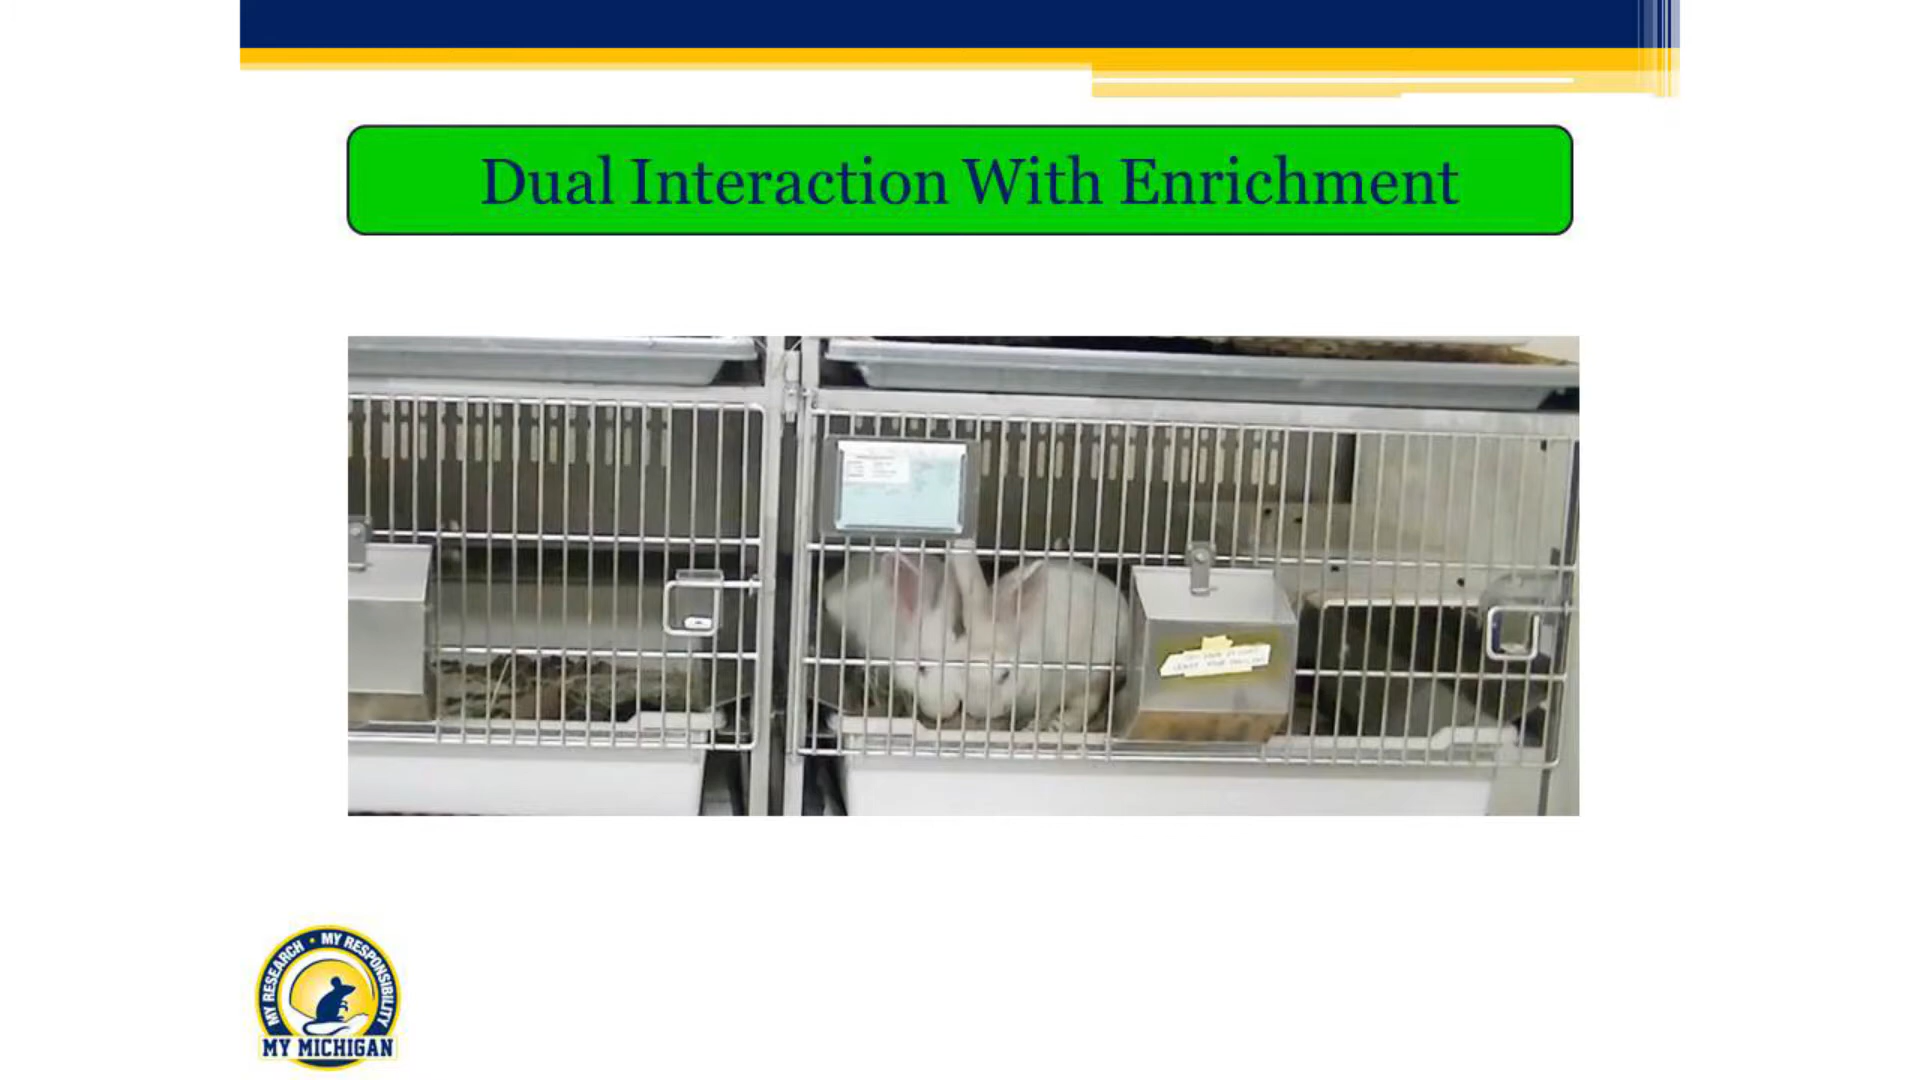 Dual Interaction With Enrichment
MY RESEARCH • MY RESPONSIBILITY
MY MICHIGAN